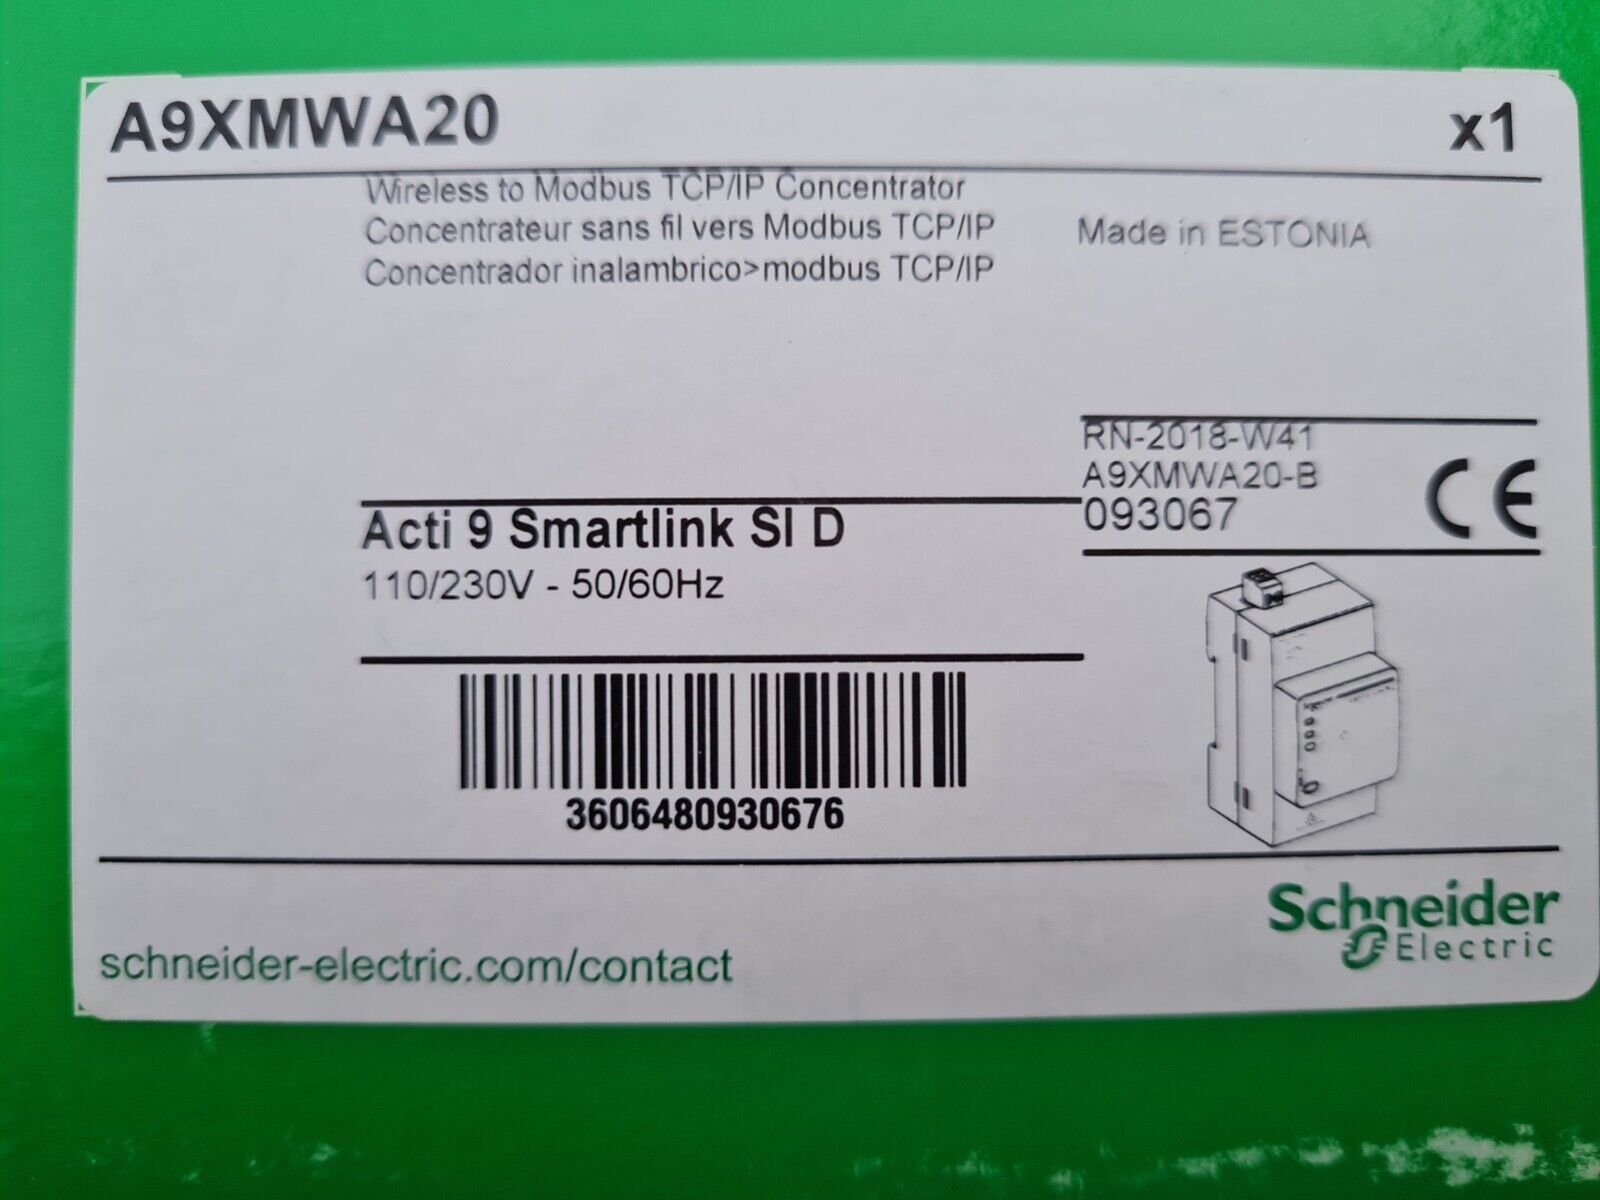 A9XMWA20
x1
Wireless to Modbus TCP/IP Concentrator
Concentrateur sans fil vers Modbus TCP/IP
Concentrador inalambrico>modbus TCP/IP
Made in ESTONIA
RN-2018-W41
A9XMWA20-B
093067
CE
Acti 9 Smartlink SI D
110/230V - 50/60Hz
3606480930676
schneider-electric.com/contact
Schneider
Electric